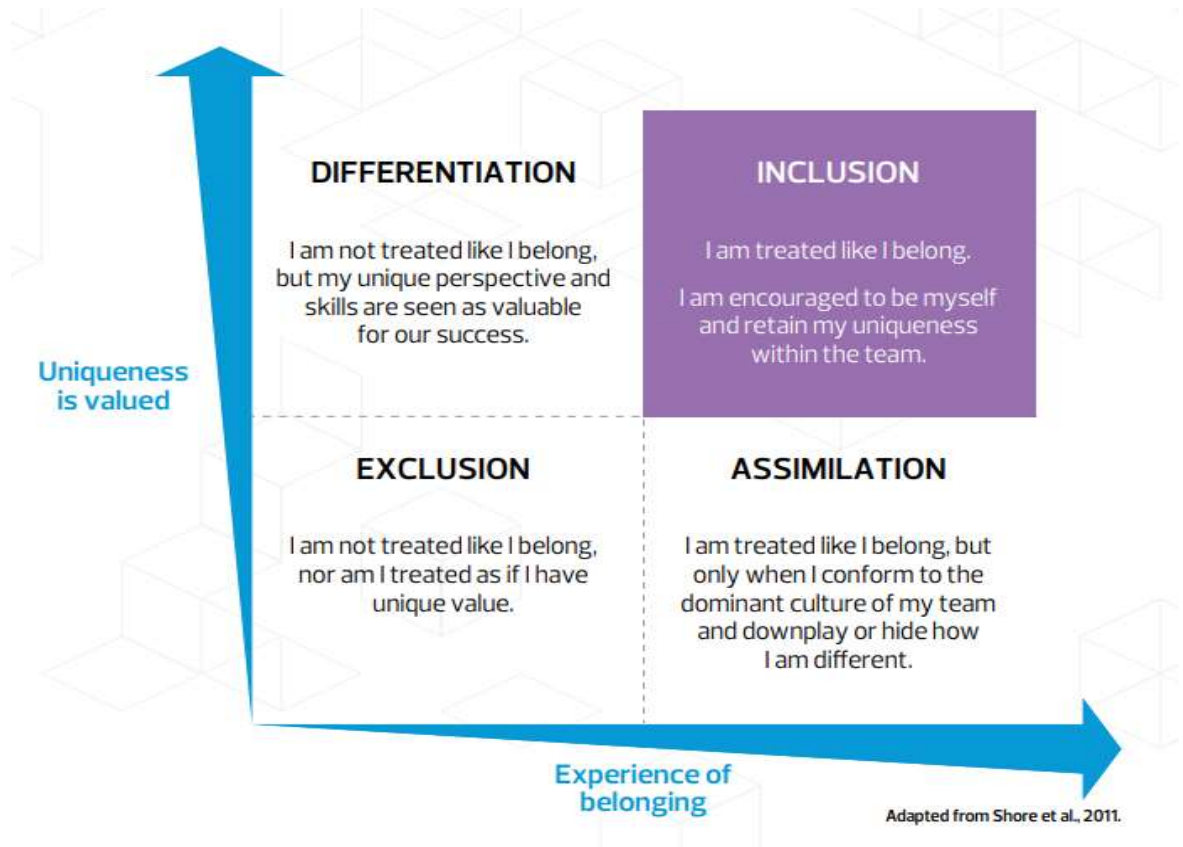 DIFFERENTIATION
I am not treated like I belong,
but my unique perspective and
skills are seen as valuable
for our success.
INCLUSION
I am treated like I belong.
I am encouraged to be myself
and retain my uniqueness
within the team.
Uniqueness
is valued
EXCLUSION
I am not treated like I belong,
nor am I treated as if I have
unique value.
ASSIMILATION
I am treated like I belong, but
only when I conform to the
dominant culture of my team
and downplay or hide how
I am different.
Experience of
belonging
Adapted from Shore et al., 2011.